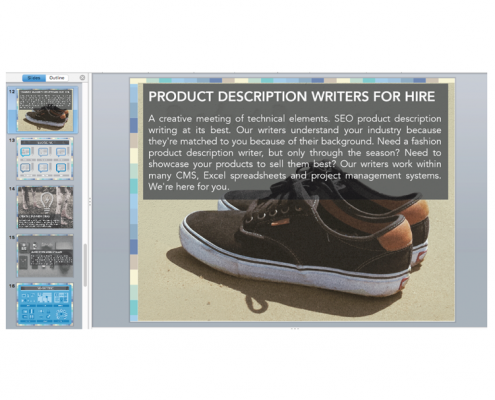 Slides Outline
12
PRODUCT DESCRIPTION WRITERS FOR HIRE
A creative meeting of technical elements. SEO product description
writing at its best. Our writers understand your industry because
they're matched to you because of their background. Need a fashion
product description writer, but only through the season? Need to
showcase your products to sell them best? Our writers work within
many CMS, Excel spreadsheets and project management systems.
We're here for you.
13
14
15
16